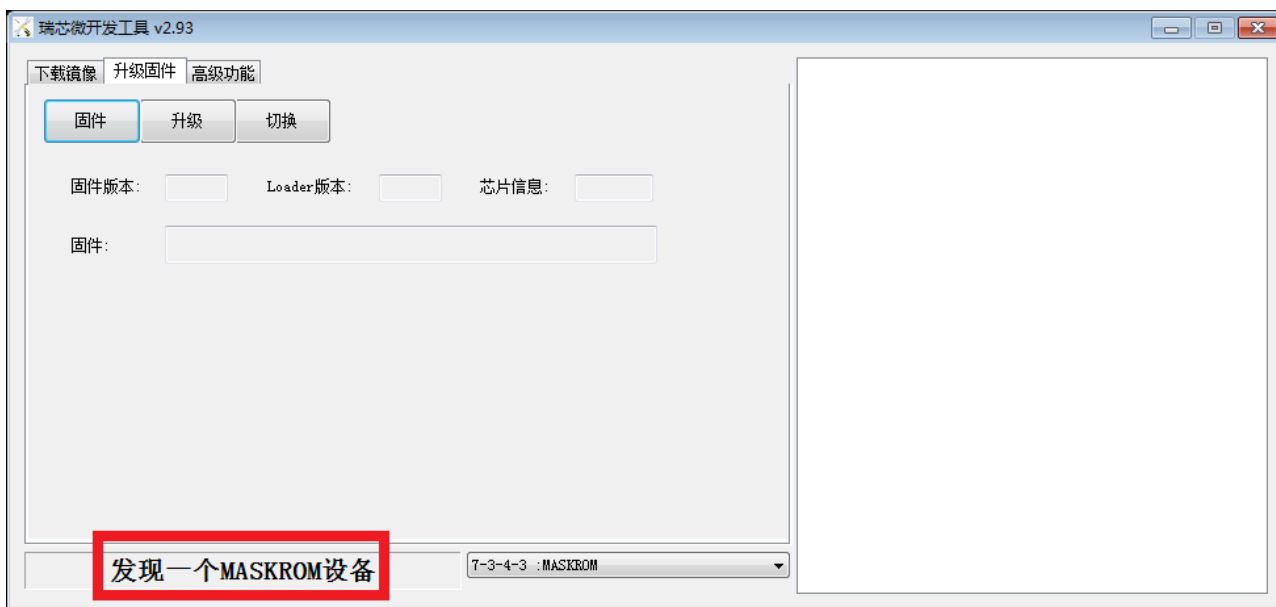 瑞芯微开发工具 v2.93
下载镜像 升级固件 高级功能
固件 升级 切换
固件版本: Loader版本: 芯片信息:
固件:
发现一个MASKROM设备 7-3-4-3 :MASKROM